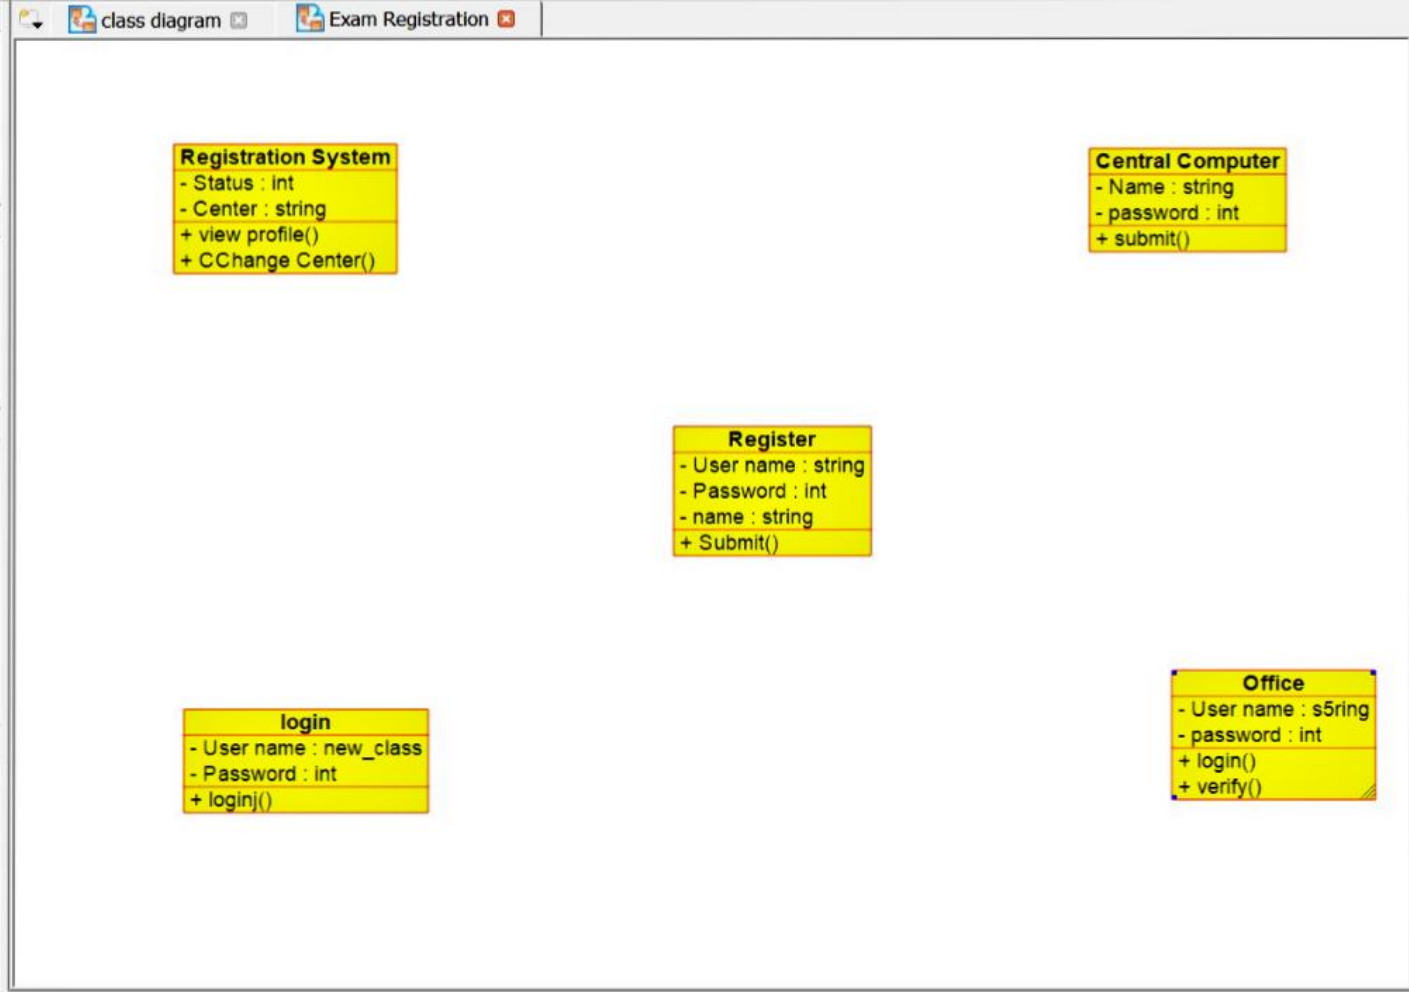 class diagram
Exam Registration
Registration System
- Status : int
- Center : string
+ view profile()
+ CChange Center()
Central Computer
- Name : string
- password : int
+ submit()
Register
- User name : string
- Password : int
- name : string
+ Submit()
login
- User name : new_class
- Password : int
+ loginj()
Office
- User name : s5ring
- password : int
+ login()
+ verify()